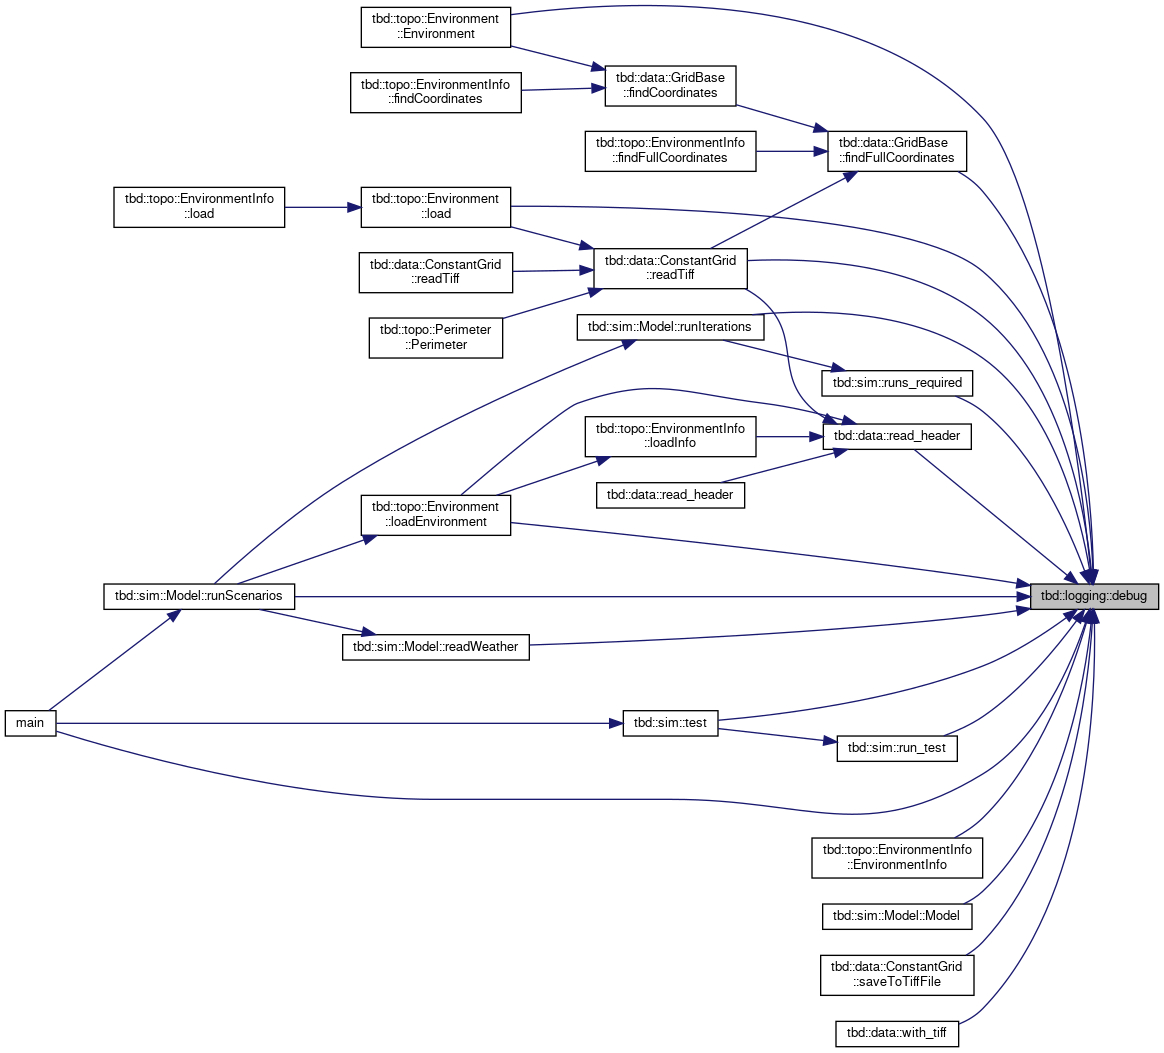 tbd::topo::Environment
::Environment
tbd::data::GridBase
::findCoordinates
tbd::topo::EnvironmentInfo
::findCoordinates
tbd::topo::EnvironmentInfo
::findFullCoordinates
tbd::data::GridBase
::findFullCoordinates
tbd::topo::EnvironmentInfo
::load
tbd::topo::Environment
::load
tbd::data::ConstantGrid
::readTiff
tbd::data::ConstantGrid
::readTiff
tbd::topo::Perimeter
::Perimeter
tbd::sim::Model::runIterations
tbd::sim::runs_required
tbd::topo::EnvironmentInfo
::loadInfo
tbd::data::read_header
tbd::data::read_header
tbd::topo::Environment
::loadEnvironment
tbd::sim::Model::runScenarios
tbd::logging::debug
tbd::sim::Model::readWeather
main
tbd::sim::test
tbd::sim::run_test
tbd::topo::EnvironmentInfo
::EnvironmentInfo
tbd::sim::Model::Model
tbd::data::ConstantGrid
::saveToTiffFile
tbd::data::with_tiff